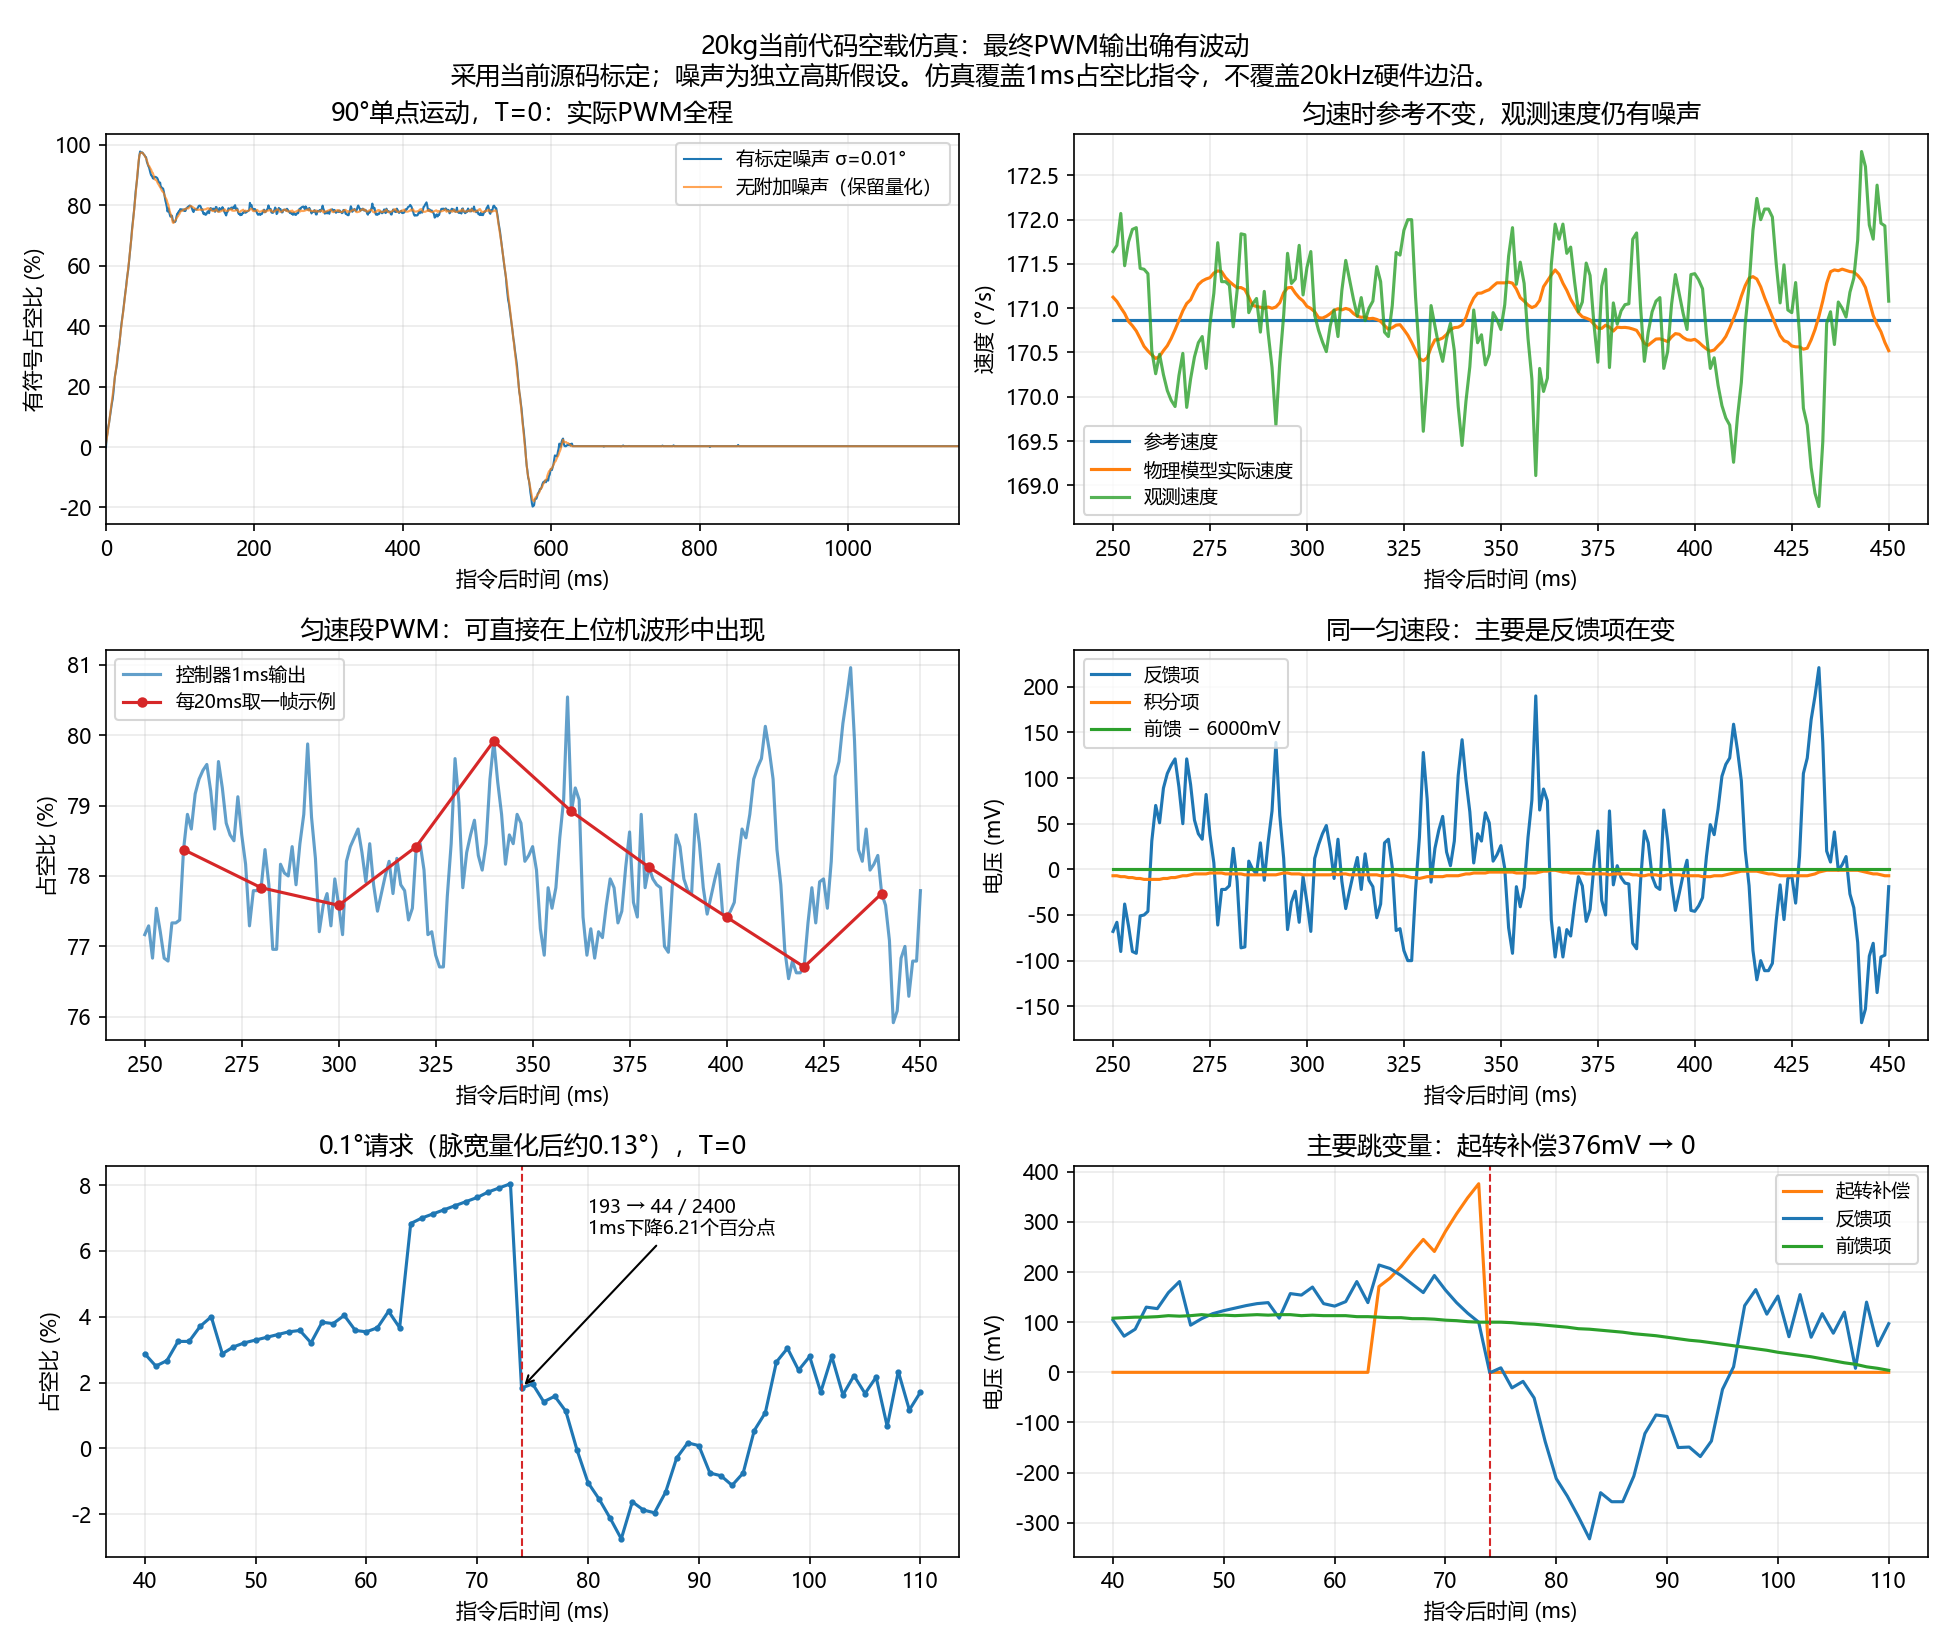 20kg当前代码空载仿真：最终PWM输出确有波动
采用当前源码标定；噪声为独立高斯假设。仿真覆盖1ms占空比指令，不覆盖20kHz硬件边沿。
90°单点运动，T=0：实际PWM全程
有符号占空比 (%)
100
80
60
40
20
0
-20
有标定噪声 σ=0.01°
无附加噪声（保留量化）
0 200 400 600 800 1000
指令后时间 (ms)
匀速时参考不变，观测速度仍有噪声
速度 (°/s)
172.5
172.0
171.5
171.0
170.5
170.0
169.5
169.0
参考速度
物理模型实际速度
观测速度
250 275 300 325 350 375 400 425 450
指令后时间 (ms)
匀速段PWM：可直接在上位机波形中出现
占空比 (%)
81
80
79
78
77
76
控制器1ms输出
每20ms取一帧示例
250 275 300 325 350 375 400 425 450
指令后时间 (ms)
同一匀速段：主要是反馈项在变
电压 (mV)
200
150
100
50
0
-50
-100
-150
反馈项
积分项
前馈 − 6000mV
250 275 300 325 350 375 400 425 450
指令后时间 (ms)
0.1°请求（脉宽量化后约0.13°），T=0
占空比 (%)
8
6
4
2
0
-2
193 → 44 / 2400
1ms下降6.21个百分点
40 50 60 70 80 90 100 110
指令后时间 (ms)
主要跳变量：起转补偿376mV → 0
电压 (mV)
400
300
200
100
0
-100
-200
-300
起转补偿
反馈项
前馈项
40 50 60 70 80 90 100 110
指令后时间 (ms)